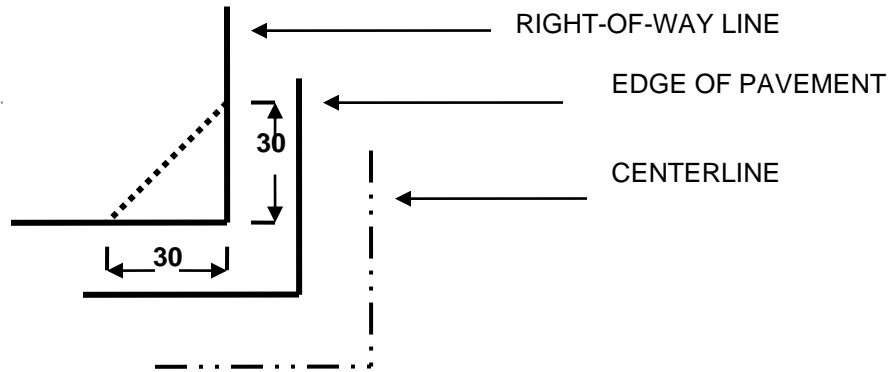 RIGHT-OF-WAY LINE
EDGE OF PAVEMENT
30
CENTERLINE
30